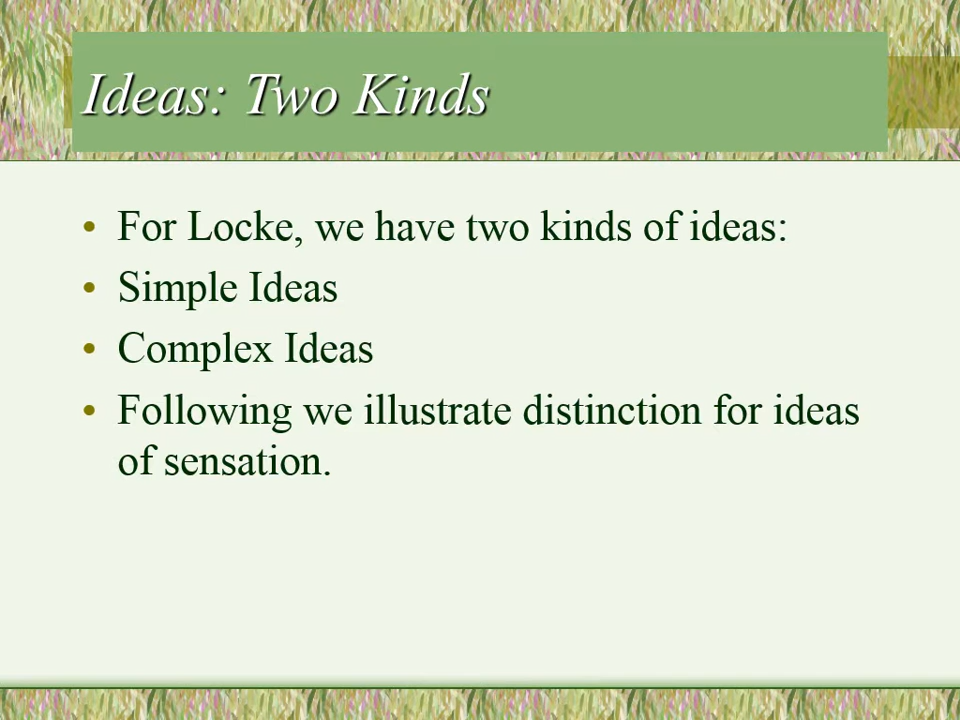 Ideas: Two Kinds
• For Locke, we have two kinds of ideas:
• Simple Ideas
• Complex Ideas
• Following we illustrate distinction for ideas
of sensation.